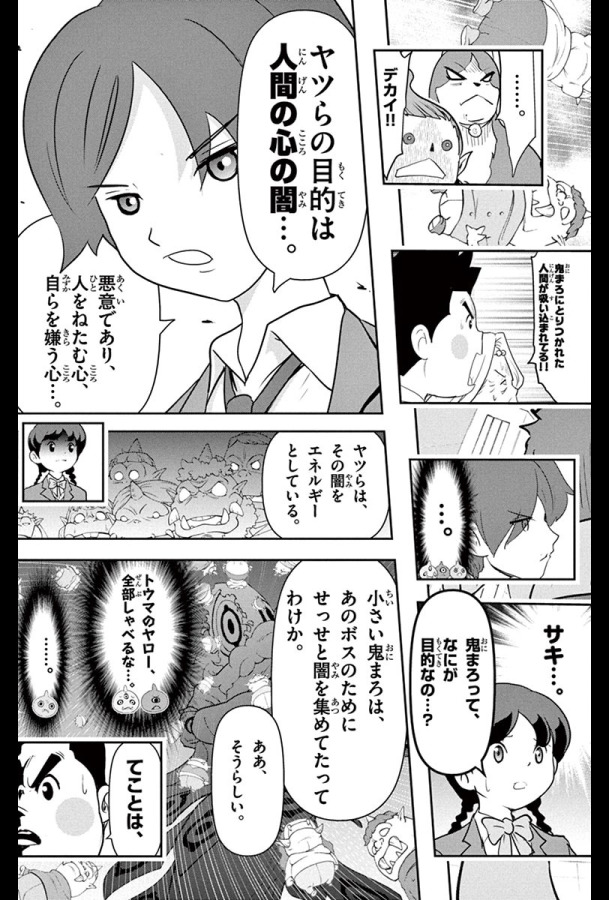 ‥‥‥。
デカイ!!
鬼まろにとりつかれた
人間が吸い込まれてる!!
‥‥。
サキ‥‥。
鬼まろって、
なにが
目的なの‥‥?
ヤツらの目的は
人間の心の闇‥‥。
悪意であり、
人をねたむ心、
自らを嫌う心‥‥。
ヤツらは、
その闇を
エネルギー
としている。
小さい鬼まろは、
あのボスのために
せっせと闇を集めてたって
わけか。
ああ、
そうらしい。
トウマのヤロー、
全部しゃべるな‥‥。
‥‥‥。
てことは、